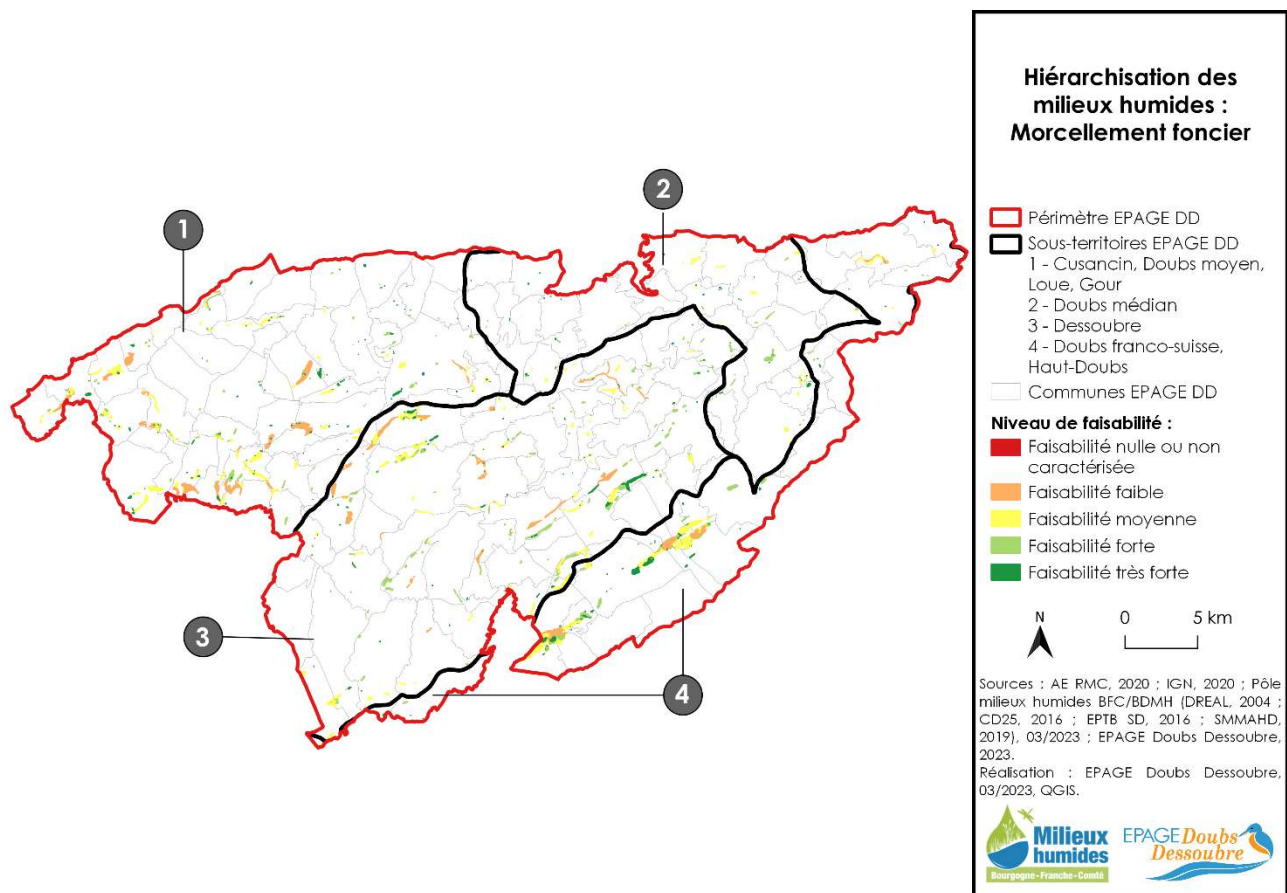 1
2
3
4
Hiérarchisation des
milieux humides :
Morcellement foncier
Périmètre EPAGE DD
Sous-territoires EPAGE DD
1 - Cusancin, Doubs moyen,
Loue, Gour
2 - Doubs médian
3 - Dessoubre
4 - Doubs franco-suisse,
Haut-Doubs
Communes EPAGE DD
Niveau de faisabilité :
Faisabilité nulle ou non
caractérisée
Faisabilité faible
Faisabilité moyenne
Faisabilité forte
Faisabilité très forte
N
0 5 km
Sources : AE RMC, 2020 ; IGN, 2020 ; Pôle
milieux humides BFC/BDMH (DREAL, 2004 ;
CD25, 2016 ; EPTB SD, 2016 ; SMMAHD,
2019), 03/2023 ; EPAGE Doubs Dessoubre,
2023.
Réalisation : EPAGE Doubs Dessoubre,
03/2023, QGIS.
Milieux
humides
Bourgogne-Franche-Comté
EPAGE Doubs
Dessoubre